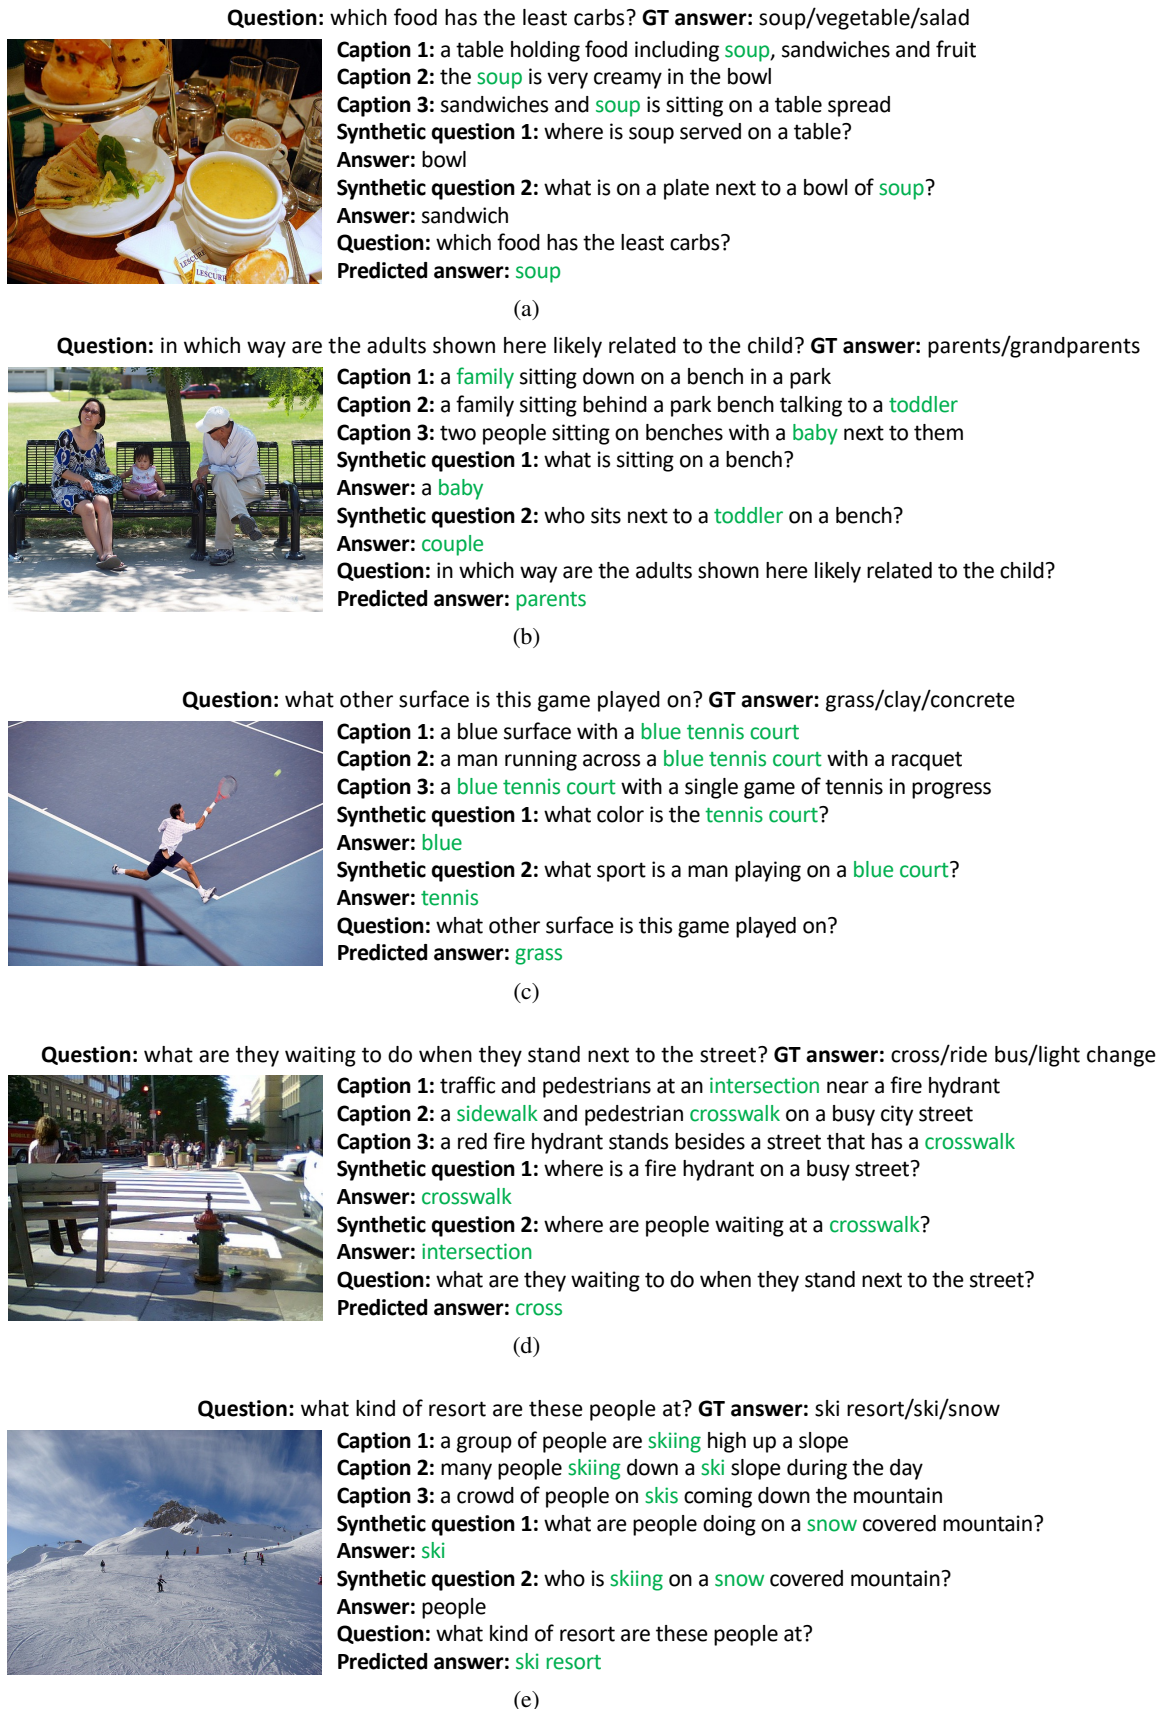 Question: which food has the least carbs? GT answer: soup/vegetable/salad
Caption 1: a table holding food including soup, sandwiches and fruit
Caption 2: the soup is very creamy in the bowl
Caption 3: sandwiches and soup is sitting on a table spread
Synthetic question 1: where is soup served on a table?
Answer: bowl
Synthetic question 2: what is on a plate next to a bowl of soup?
Answer: sandwich
Question: which food has the least carbs?
Predicted answer: soup
LESCURE
LESCURE
(a)
Question: in which way are the adults shown here likely related to the child? GT answer: parents/grandparents
Caption 1: a family sitting down on a bench in a park
Caption 2: a family sitting behind a park bench talking to a toddler
Caption 3: two people sitting on benches with a baby next to them
Synthetic question 1: what is sitting on a bench?
Answer: a baby
Synthetic question 2: who sits next to a toddler on a bench?
Answer: couple
Question: in which way are the adults shown here likely related to the child?
Predicted answer: parents
(b)
Question: what other surface is this game played on? GT answer: grass/clay/concrete
Caption 1: a blue surface with a blue tennis court
Caption 2: a man running across a blue tennis court with a racquet
Caption 3: a blue tennis court with a single game of tennis in progress
Synthetic question 1: what color is the tennis court?
Answer: blue
Synthetic question 2: what sport is a man playing on a blue court?
Answer: tennis
Question: what other surface is this game played on?
Predicted answer: grass
(c)
Question: what are they waiting to do when they stand next to the street? GT answer: cross/ride bus/light change
Caption 1: traffic and pedestrians at an intersection near a fire hydrant
Caption 2: a sidewalk and pedestrian crosswalk on a busy city street
Caption 3: a red fire hydrant stands besides a street that has a crosswalk
Synthetic question 1: where is a fire hydrant on a busy street?
Answer: crosswalk
Synthetic question 2: where are people waiting at a crosswalk?
Answer: intersection
Question: what are they waiting to do when they stand next to the street?
Predicted answer: cross
(d)
Question: what kind of resort are these people at? GT answer: ski resort/ski/snow
Caption 1: a group of people are skiing high up a slope
Caption 2: many people skiing down a ski slope during the day
Caption 3: a crowd of people on skis coming down the mountain
Synthetic question 1: what are people doing on a snow covered mountain?
Answer: ski
Synthetic question 2: who is skiing on a snow covered mountain?
Answer: people
Question: what kind of resort are these people at?
Predicted answer: ski resort
(e)